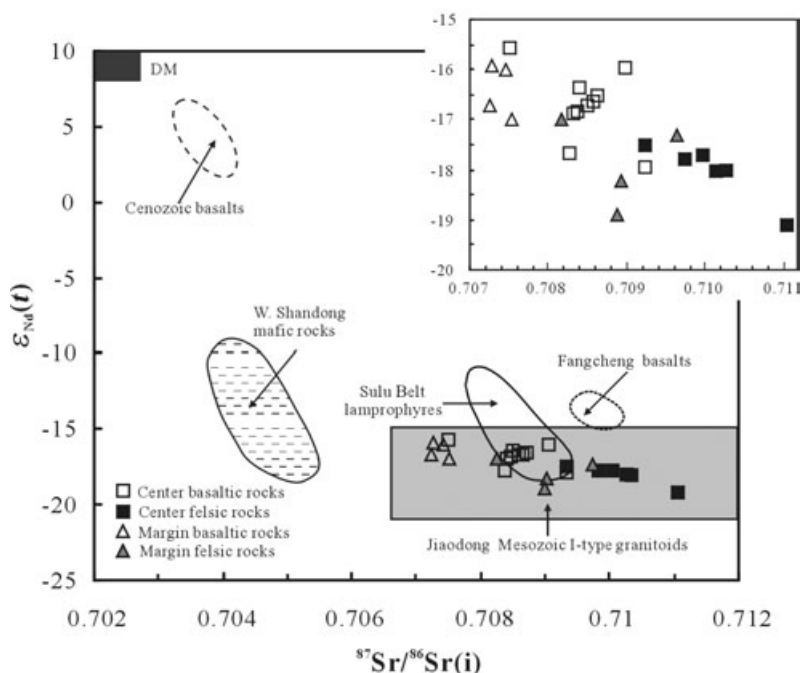 -15
-16
-17
-18
-19
-20
0.707
0.708
0.709
0.710
0.711
10
5
0
-5
-10
-15
-20
-25
εNd(t)
DM
Cenozoic basalts
W. Shandong
mafic rocks
Sulu Belt
lamprophyres
Fangcheng basalts
Jiaodong Mesozoic I-type granitoids
Center basaltic rocks
Center felsic rocks
Margin basaltic rocks
Margin felsic rocks
0.702
0.704
0.706
0.708
0.71
0.712
⁸⁷Sr/⁸⁶Sr(i)